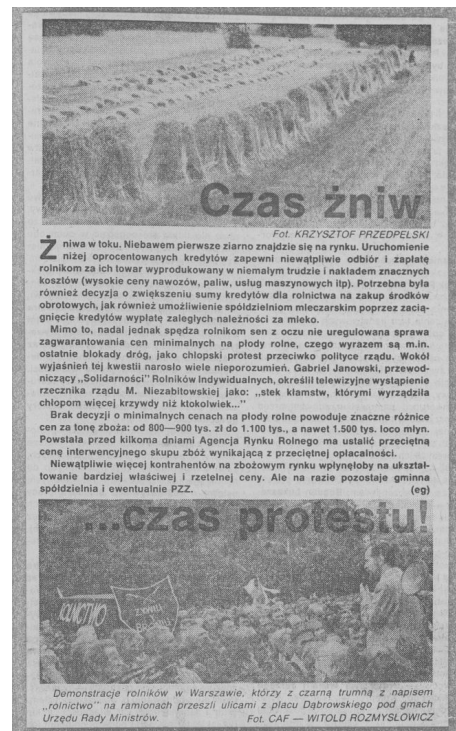 Czas żniw
Fot. KRZYSZTOF PRZEDPELSKI
Żniwa w toku. Niebawem pierwsze ziarno znajdzie się na rynku. Uruchomienie
niżej oprocentowanych kredytów zapewni niewątpliwie odbiór i zapłatę
rolnikom za ich towar wyprodukowany w niemałym trudzie i nakładem znacznych
kosztów (wysokie ceny nawozów, paliw, usług maszynowych itp). Potrzebna była
również decyzja o zwiększeniu sumy kredytów dla rolnictwa na zakup środków
obrotowych, jak również umożliwienie spółdzielniom mleczarskim poprzez zacią-
gnięcie kredytów wypłatę zaległych należności za mleko.
Mimo to, nadal jednak spędza rolnikom sen z oczu nie uregulowana sprawa
zagwarantowania cen minimalnych na płody rolne, czego wyrazem są m.in.
ostatnie blokady dróg, jako chłopski protest przeciwko polityce rządu. Wokół
wyjaśnień tej kwestii narosło wiele nieporozumień. Gabriel Janowski, przewod-
niczący „Solidarności" Rolników Indywidualnych, określił telewizyjne wystąpienie
rzecznika rządu M. Niezabitowskiej jako: „stek kłamstw, którymi wyrządziła
chłopom więcej krzywdy niż ktokolwiek..."
Brak decyzji o minimalnych cenach na płody rolne powoduje znaczne różnice
cen za tonę zboża: od 800—900 tys. zł do 1.100 tys., a nawet 1.500 tys. loco młyn.
Powstała przed kilkoma dniami Agencja Rynku Rolnego ma ustalić przeciętną
cenę interwencyjnego skupu zbóż wynikającą z przeciętnej opłacalności.
Niewątpliwie więcej kontrahentów na zbożowym rynku wpłynęłoby na ukształ-
towanie bardziej właściwej i rzetelnej ceny. Ale na razie pozostaje gminna
spółdzielnia i ewentualnie PZZ. (eg)
...czas protestu!
ROLNICTWO
Demonstracje rolników w Warszawie, którzy z czarną trumną z napisem
„rolnictwo" na ramionach przeszli ulicami z placu Dąbrowskiego pod gmach
Urzędu Rady Ministrów. Fot. CAF — WITOLD ROZMYSŁOWICZ